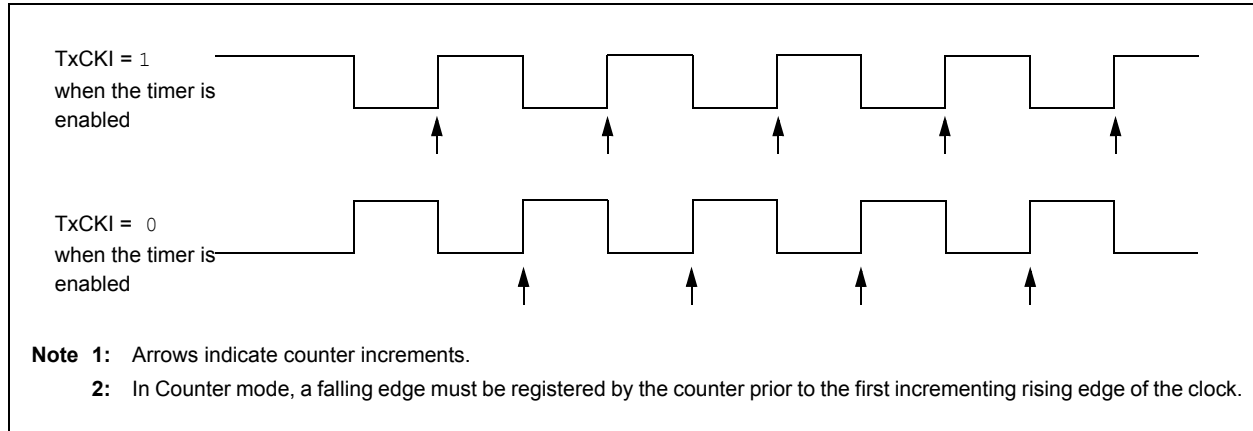 TxCKI = 1
when the timer is
enabled
TxCKI = 0
when the timer is
enabled
Note 1: Arrows indicate counter increments.
2: In Counter mode, a falling edge must be registered by the counter prior to the first incrementing rising edge of the clock.